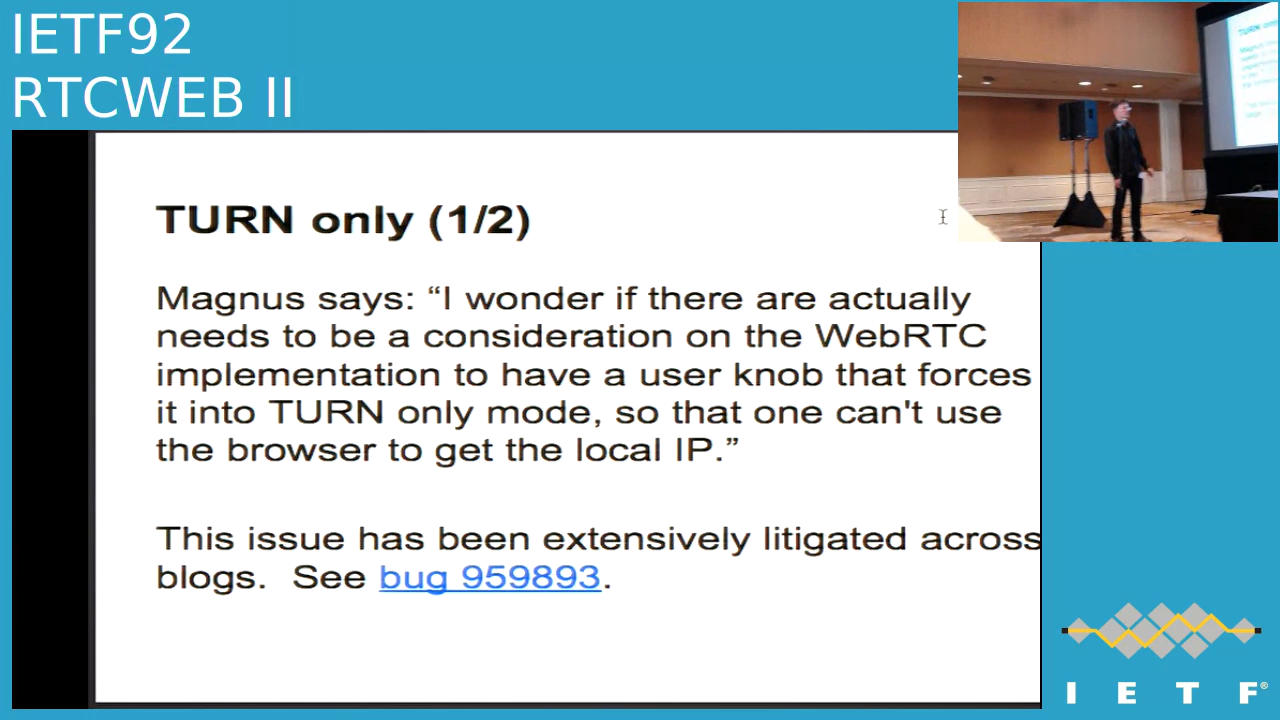 IETF92
RTCWEB II
TURN only (1/2)
Magnus says: “I wonder if there are actually
needs to be a consideration on the WebRTC
implementation to have a user knob that forces
it into TURN only mode, so that one can't use
the browser to get the local IP.”
This issue has been extensively litigated across
blogs. See bug 959893.
I E T F®